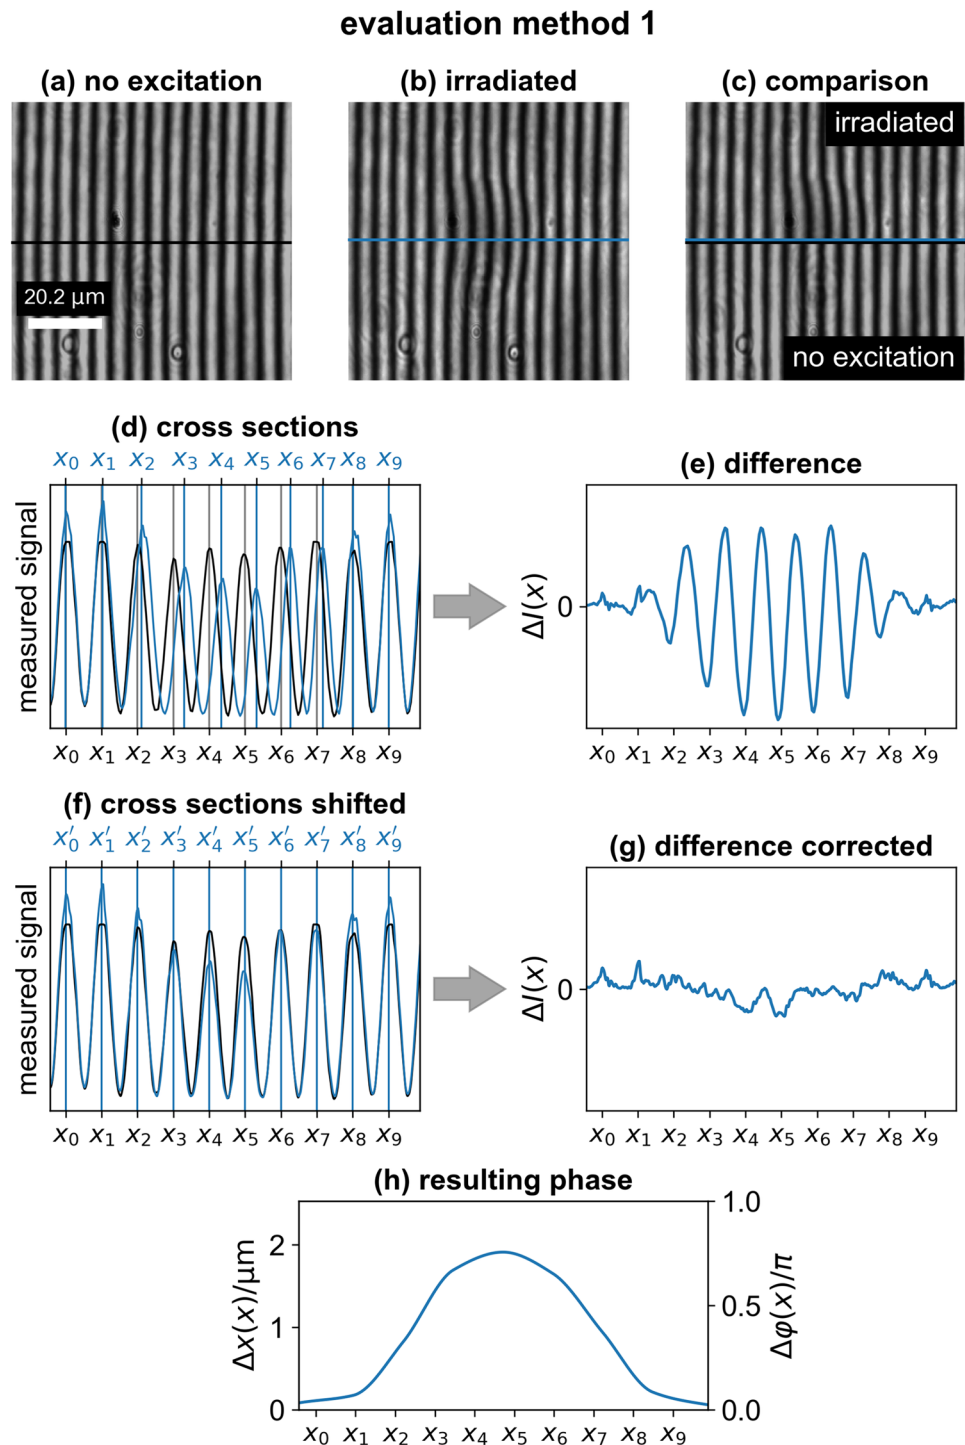 evaluation method 1
(a) no excitation
(b) irradiated
(c) comparison
20.2 μm
irradiated
no excitation
(d) cross sections
x₀ x₁ x₂ x₃ x₄ x₅ x₆ x₇ x₈ x₉
measured signal
x₀ x₁ x₂ x₃ x₄ x₅ x₆ x₇ x₈ x₉
(e) difference
ΔI(x)
0
x₀ x₁ x₂ x₃ x₄ x₅ x₆ x₇ x₈ x₉
(f) cross sections shifted
x′₀ x′₁ x′₂ x′₃ x′₄ x′₅ x′₆ x′₇ x′₈ x′₉
measured signal
x₀ x₁ x₂ x₃ x₄ x₅ x₆ x₇ x₈ x₉
(g) difference corrected
ΔI(x)
0
x₀ x₁ x₂ x₃ x₄ x₅ x₆ x₇ x₈ x₉
(h) resulting phase
Δx(x)/μm
2
1
0
1.0
0.5
0.0
Δφ(x)/π
x₀ x₁ x₂ x₃ x₄ x₅ x₆ x₇ x₈ x₉